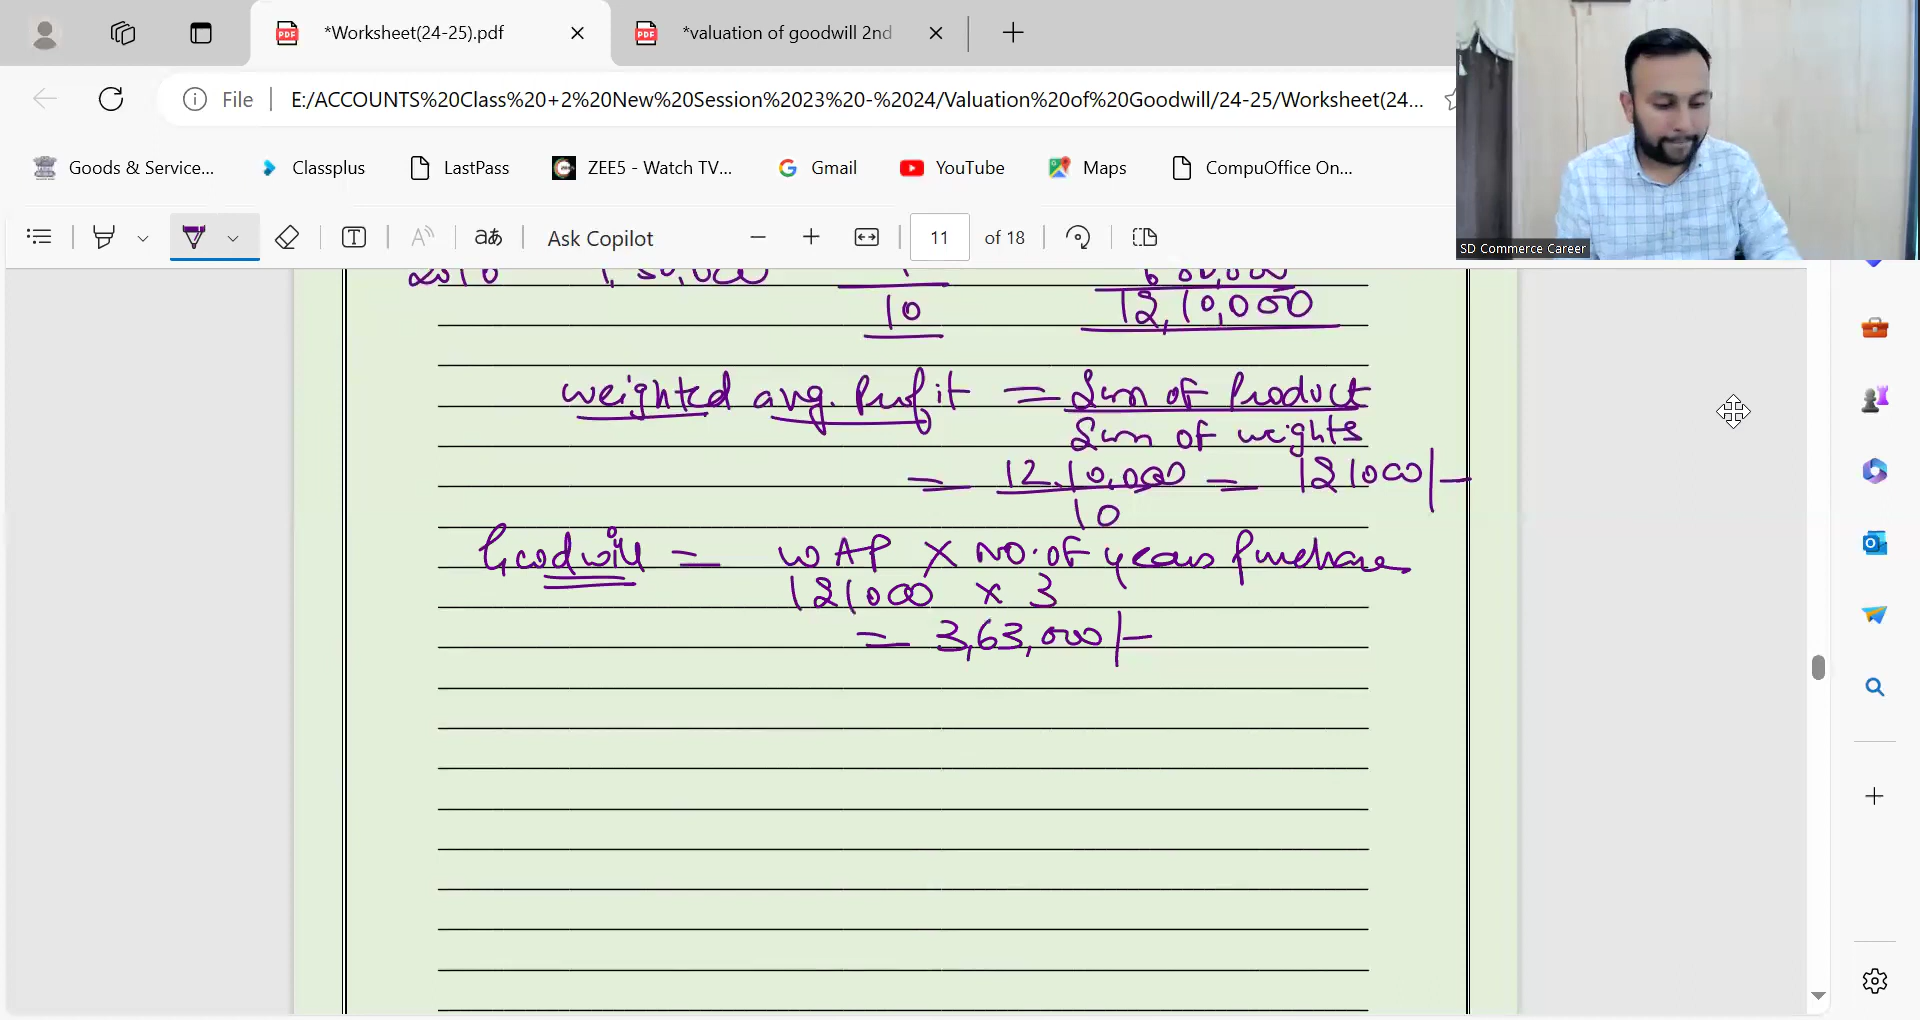 *Worksheet(24-25).pdf
*valuation of goodwill 2nd
File
E:/ACCOUNTS%20Class%20+2%20New%20Session%202023%20-%2024/Valuation%20of%20Goodwill/24-25/Worksheet(24...
Goods & Service...
Classplus
LastPass
ZEE5 - Watch TV...
Gmail
YouTube
Maps
CompuOffice On...
Ask Copilot
11 of 18
SD Commerce Career
10 12,10,000
weighted avg. Profit = Sum of Product
Sum of weights
= 12,10,000 = 121000/-
10
Goodwill = WAP X NO. of years purchase
121000 x 3
= 3,63,000/-